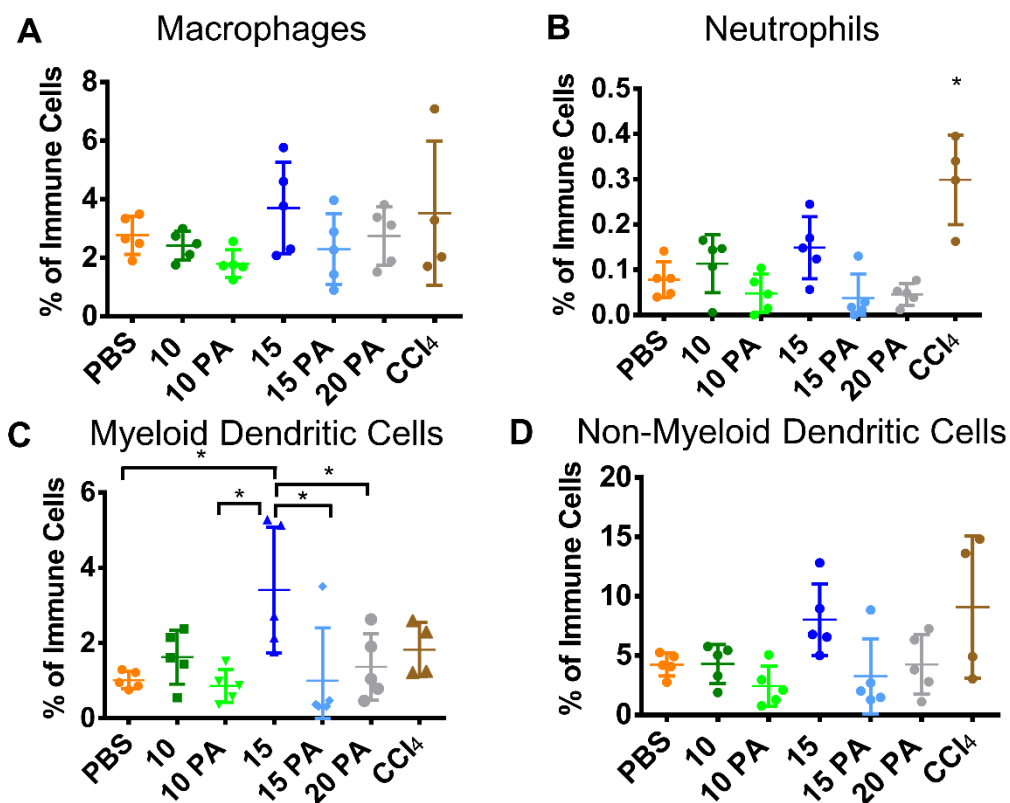 A Macrophages
% of Immune Cells
8
6
4
2
0
PBS 10 10 PA 15 15 PA 20 PA CCl₄
B Neutrophils
% of Immune Cells
*
0.5
0.4
0.3
0.2
0.1
0.0
PBS 10 10 PA 15 15 PA 20 PA CCl₄
C Myeloid Dendritic Cells
% of Immune Cells
*
*
* *
6
4
2
0
PBS 10 10 PA 15 15 PA 20 PA CCl₄
D Non-Myeloid Dendritic Cells
% of Immune Cells
20
15
10
5
0
PBS 10 10 PA 15 15 PA 20 PA CCl₄